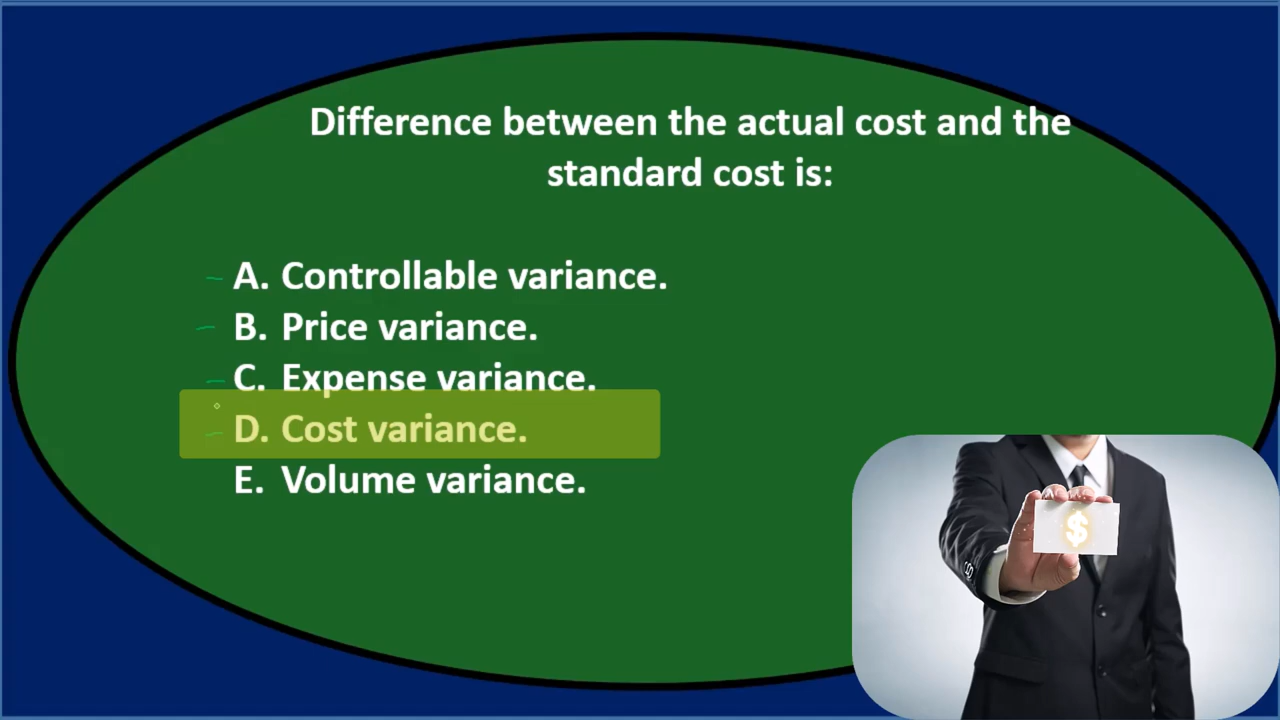 Difference between the actual cost and the
standard cost is:
A. Controllable variance.
B. Price variance.
C. Expense variance.
D. Cost variance.
E. Volume variance.
$